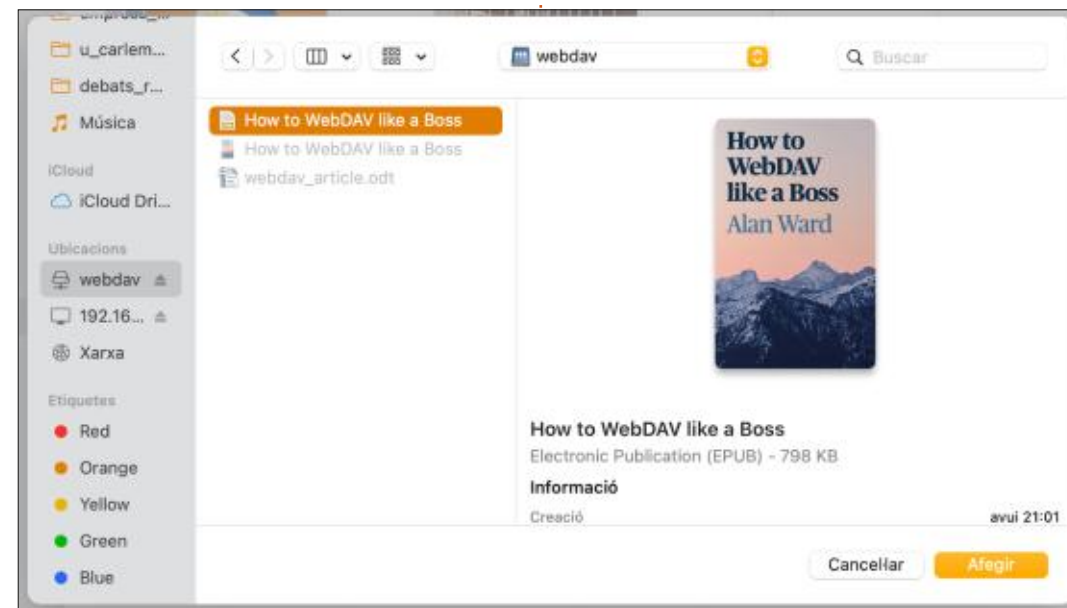 u_carlem...
debats_r...
Música
iCloud
iCloud Dri...
Ubicacions
webdav
192.16...
Xarxa
Etiquetes
Red
Orange
Yellow
Green
Blue
webdav
Buscar
How to WebDAV like a Boss
How to WebDAV like a Boss
webdav_article.odt
How to
WebDAV
like a Boss
Alan Ward
How to WebDAV like a Boss
Electronic Publication (EPUB) - 798 KB
Informació
Creació avui 21:01
Cancel·lar
Afegir